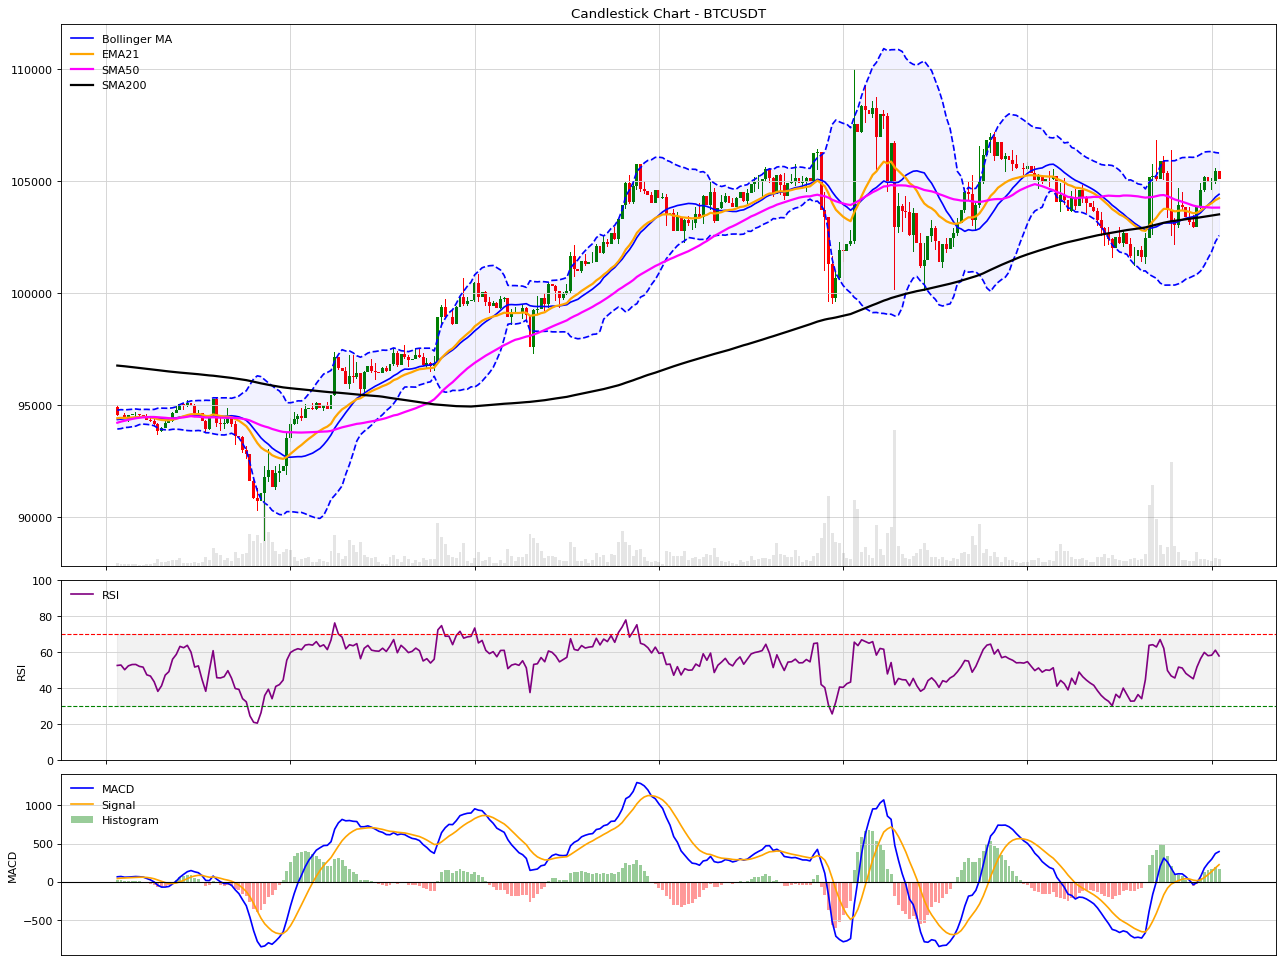 Candlestick Chart - BTCUSDT
Bollinger MA
EMA21
SMA50
SMA200
110000
105000
100000
95000
90000
RSI
100
80
60
40
20
0
RSI
MACD
Signal
Histogram
1000
500
0
−500
MACD